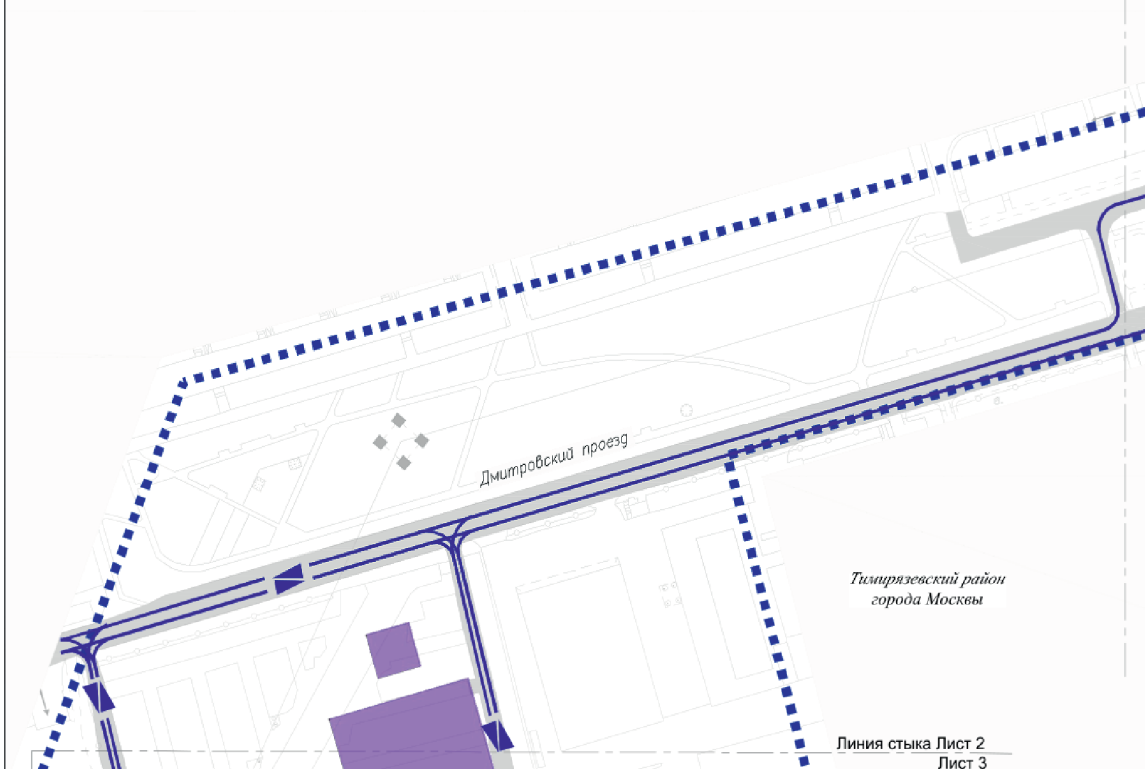 Дмитровский проезд
Тимирязевский район
города Москвы
Линия стыка Лист 2
Лист 3